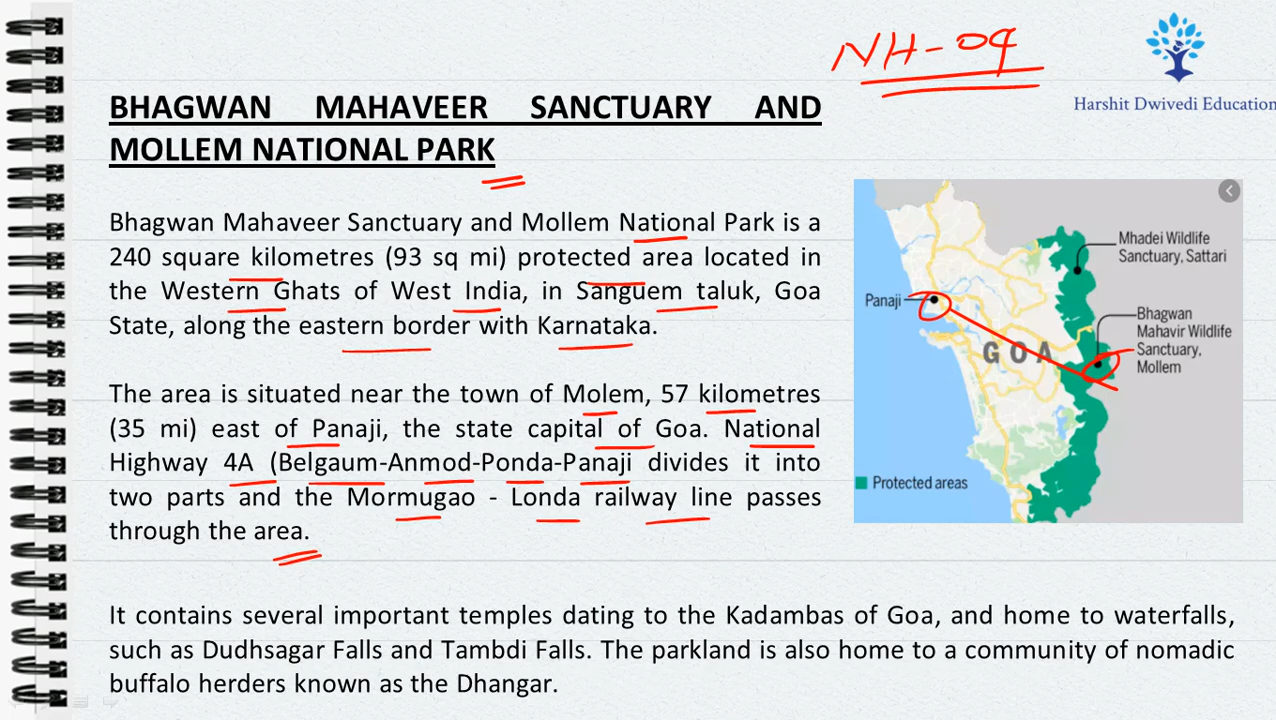 NH-04
Harshit Dwivedi Education
BHAGWAN MAHAVEER SANCTUARY AND
MOLLEM NATIONAL PARK
Bhagwan Mahaveer Sanctuary and Mollem National Park is a
240 square kilometres (93 sq mi) protected area located in
the Western Ghats of West India, in Sanguem taluk, Goa
State, along the eastern border with Karnataka.
The area is situated near the town of Molem, 57 kilometres
(35 mi) east of Panaji, the state capital of Goa. National
Highway 4A (Belgaum-Anmod-Ponda-Panaji divides it into
two parts and the Mormugao - Londa railway line passes
through the area.
Mhadei Wildlife
Sanctuary, Sattari
Panaji
Bhagwan
Mahavir Wildlife
Sanctuary,
Mollem
GOA
Protected areas
It contains several important temples dating to the Kadambas of Goa, and home to waterfalls,
such as Dudhsagar Falls and Tambdi Falls. The parkland is also home to a community of nomadic
buffalo herders known as the Dhangar.